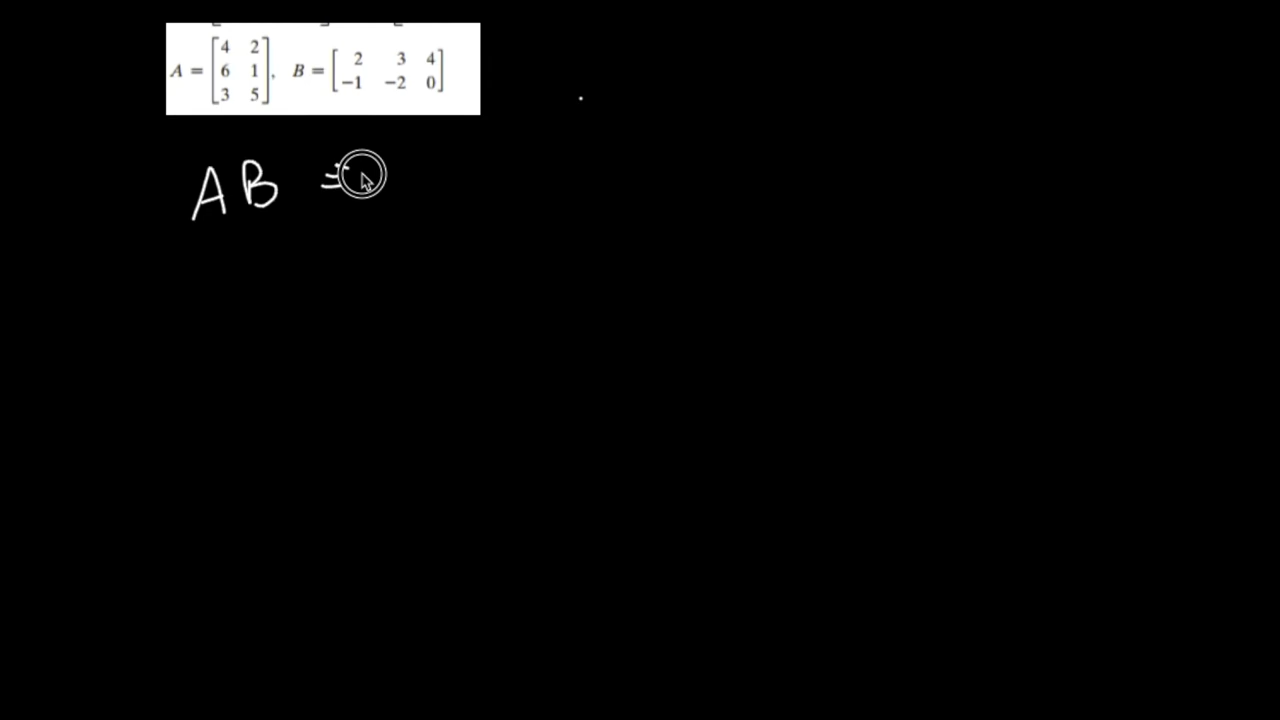 A = [4 2
6 1
3 5], B = [2 3 4
-1 -2 0]
AB =